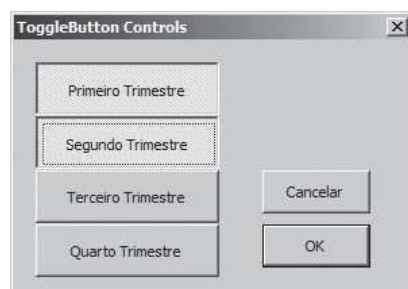 ToggleButton Controls
Primeiro Trimestre
Segundo Trimestre
Terceiro Trimestre
Cancelar
Quarto Trimestre
OK